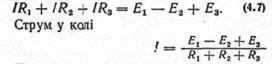 IR₁ + IR₂ + IR₃ = E₁ − E₂ + E₃. (4.7)
Струм у колі
I = (E₁ − E₂ + E₃) / (R₁ + R₂ + R₃)